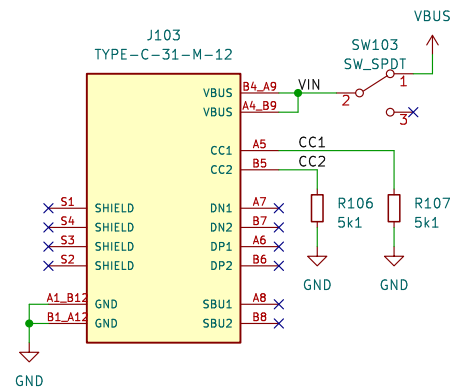 VBUS
J103
TYPE-C-31-M-12
SW103
SW_SPDT
VBUS B4_A9 VIN 2 1
VBUS A4_B9 3
CC1 A5 CC1
CC2 B5 CC2
S1 SHIELD DN1 A7 R106 R107
S4 SHIELD DN2 B7 5k1 5k1
S3 SHIELD DP1 A6
S2 SHIELD DP2 B6
GND GND
A1_B12 GND SBU1 A8
B1_A12 GND SBU2 B8
GND